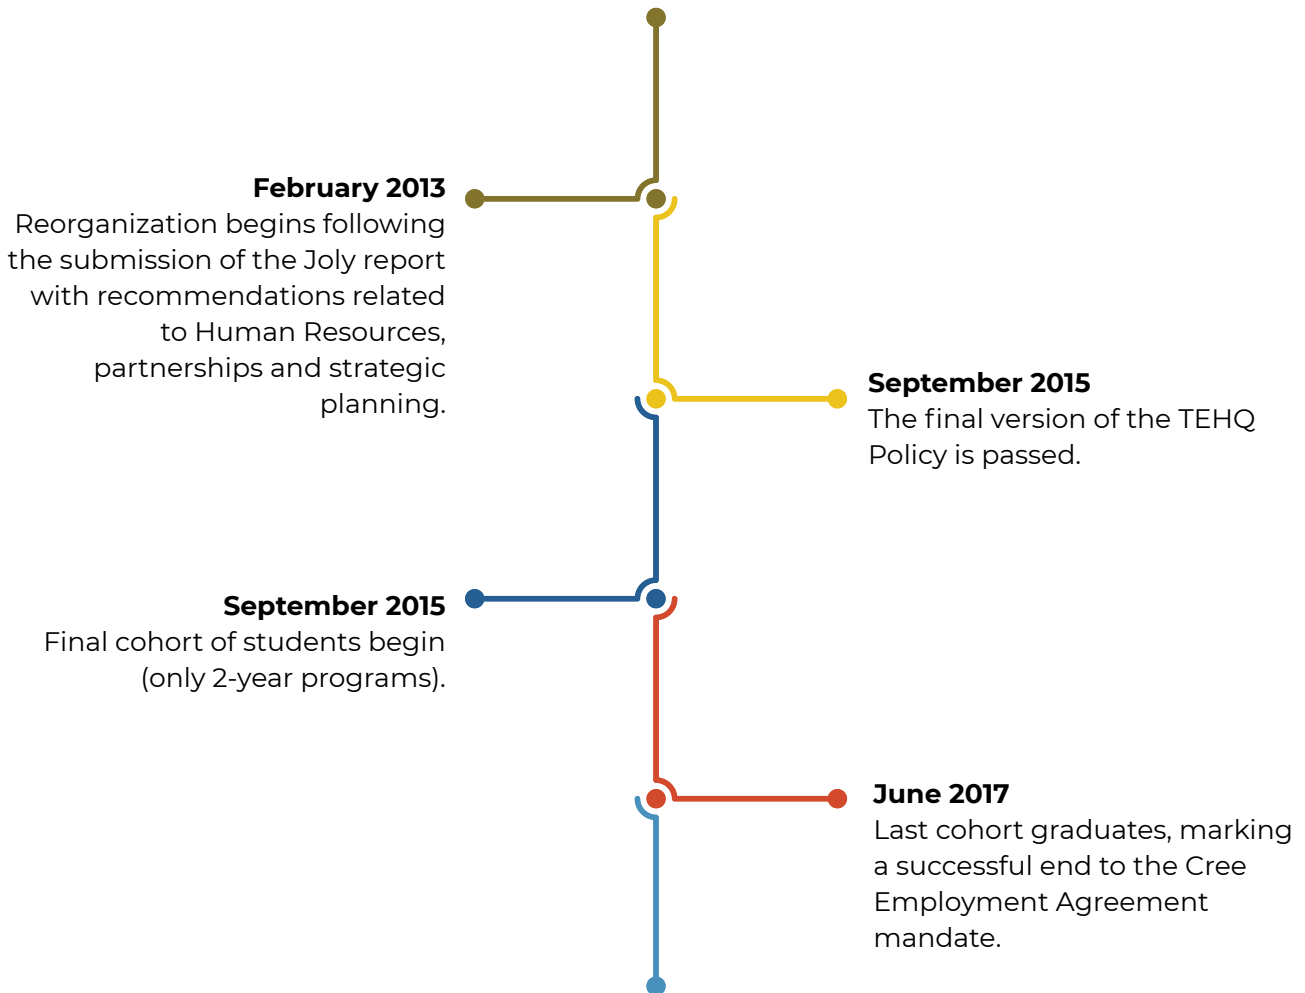 February 2013
Reorganization begins following
the submission of the Joly report
with recommendations related
to Human Resources,
partnerships and strategic
planning.
September 2015
The final version of the TEHQ
Policy is passed.
September 2015
Final cohort of students begin
(only 2-year programs).
June 2017
Last cohort graduates, marking
a successful end to the Cree
Employment Agreement
mandate.